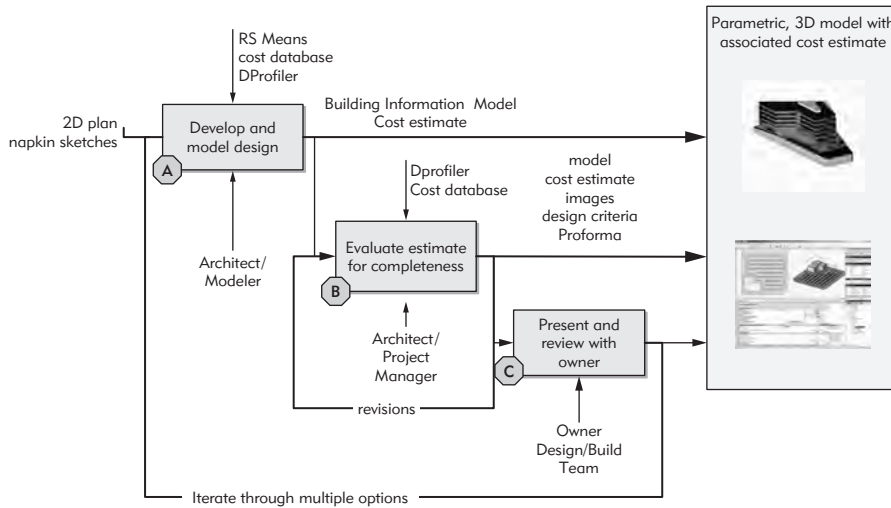 Parametric, 3D model with
associated cost estimate
RS Means
cost database
DProfiler
2D plan
napkin sketches
Develop and
model design
A
Building Information Model
Cost estimate
Architect/
Modeler
Dprofiler
Cost database
model
cost estimate
images
design criteria
Proforma
Evaluate estimate
for completeness
B
Architect/
Project
Manager
Present and
review with
owner
C
revisions
Owner
Design/Build
Team
Iterate through multiple options